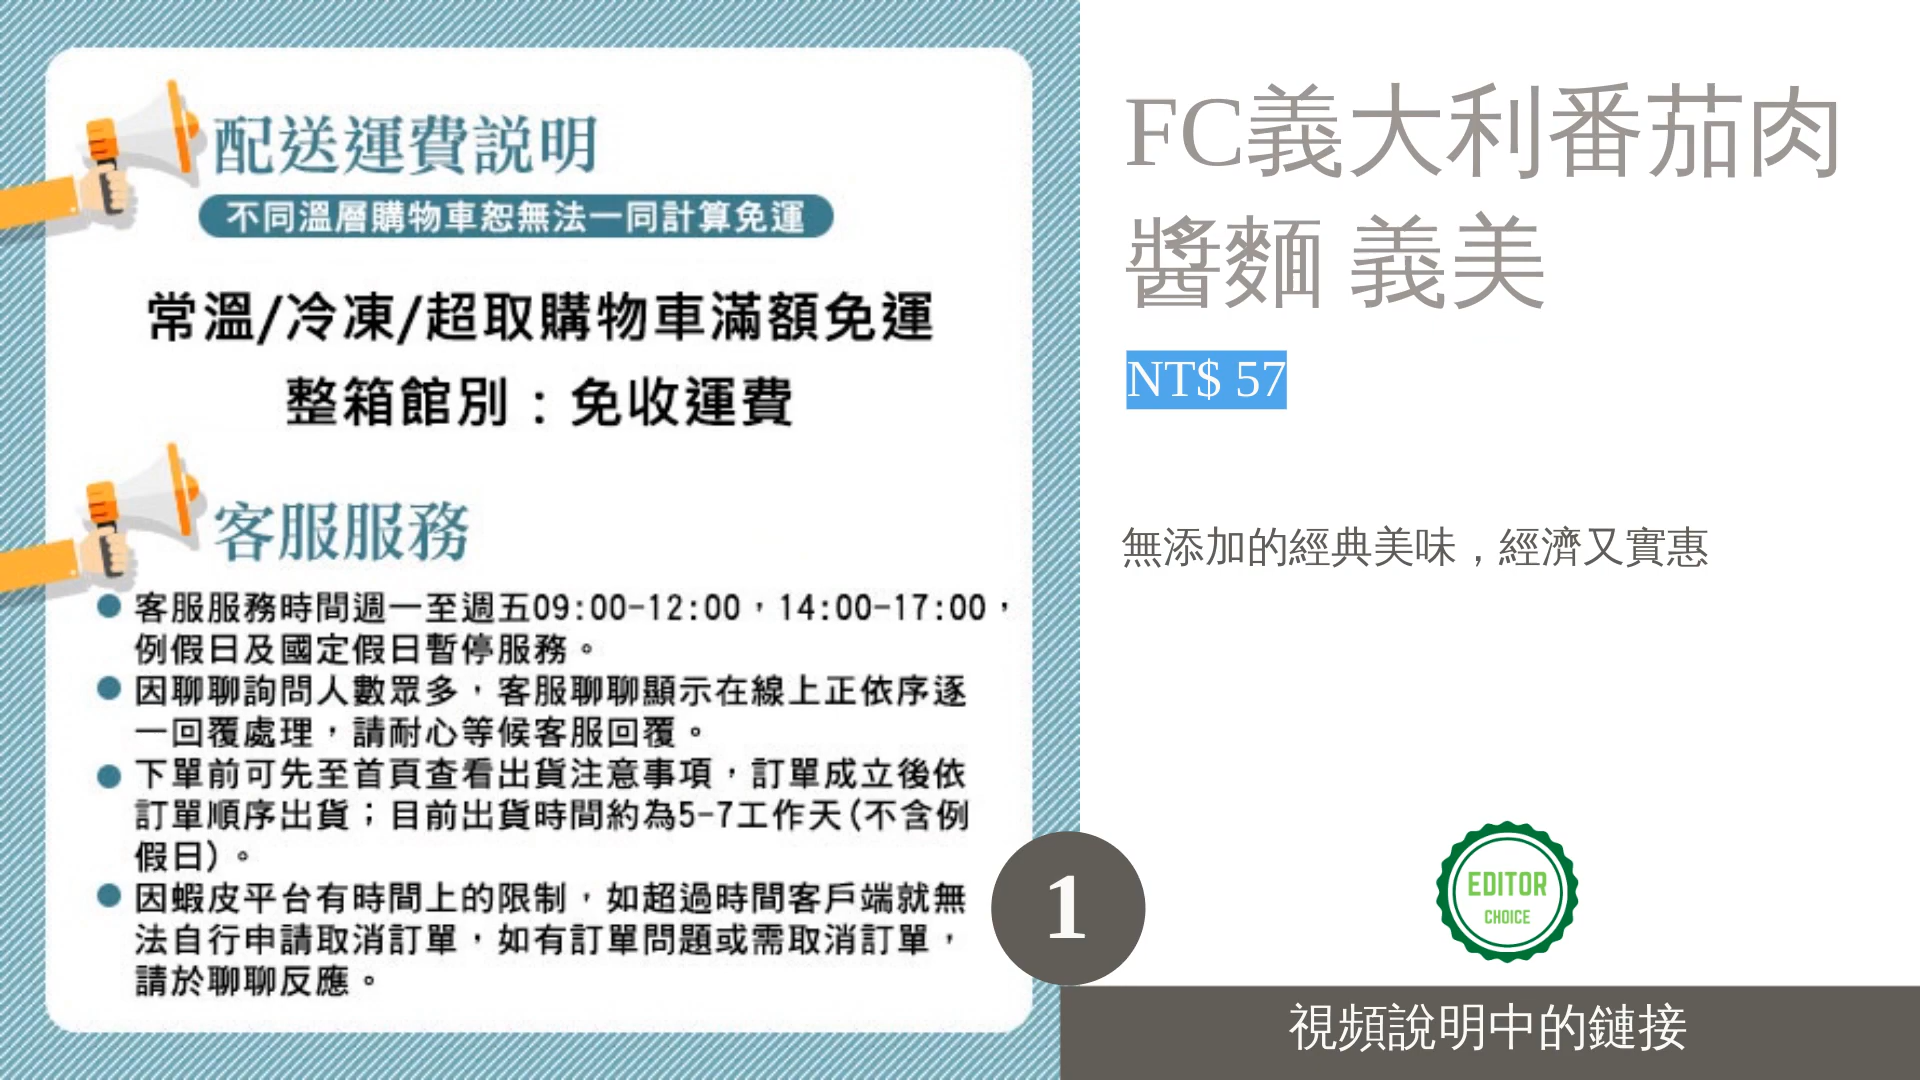 配送運費説明
不同溫層購物車恕無法一同計算免運
常溫/冷凍/超取購物車滿額免運
整箱館別：免收運費
客服服務
客服服務時間週一至週五09:00-12:00，14:00-17:00，
例假日及國定假日暫停服務。
因聊聊詢問人數眾多，客服聊聊顯示在線上正依序逐
一回覆處理，請耐心等候客服回覆。
下單前可先至首頁查看出貨注意事項，訂單成立後依
訂單順序出貨；目前出貨時間約為5-7工作天(不含例
假日)。
因蝦皮平台有時間上的限制，如超過時間客戶端就無
法自行申請取消訂單，如有訂單問題或需取消訂單，
請於聊聊反應。
FC義大利番茄肉
醬麵 義美
NT$ 57
無添加的經典美味，經濟又實惠
EDITOR
CHOICE
1
視頻說明中的鏈接